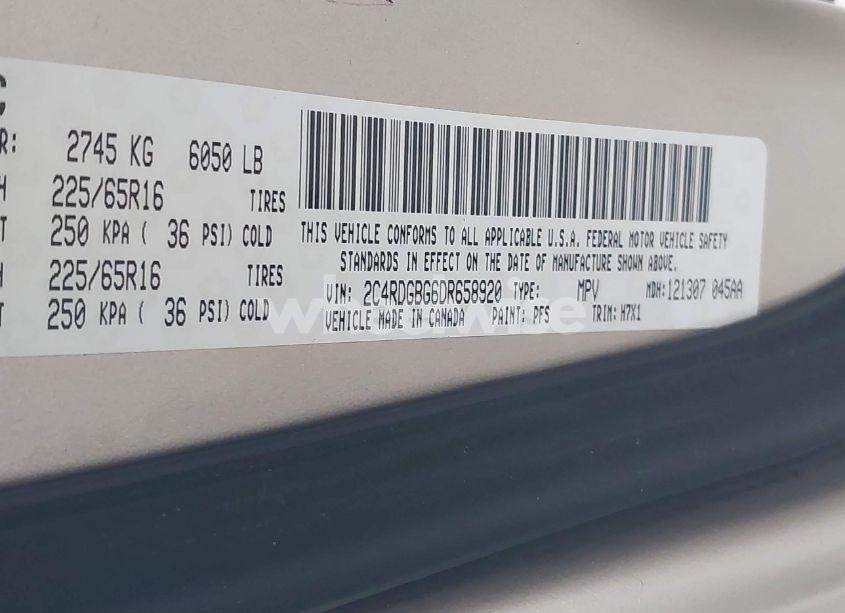 C
R: 2745 KG 6050 LB
H 225/65R16 TIRES
T 250 KPA ( 36 PSI) COLD
H 225/65R16 TIRES
T 250 KPA ( 36 PSI) COLD
THIS VEHICLE CONFORMS TO ALL APPLICABLE U.S.A. FEDERAL MOTOR VEHICLE SAFETY
STANDARDS IN EFFECT ON THE DATE OF MANUFACTURE SHOWN ABOVE.
VIN: 2C4RDGBG6DR658920 TYPE: MPV MDH:121307 045AA
VEHICLE MADE IN CANADA PAINT: PFS TRIM: H7X1